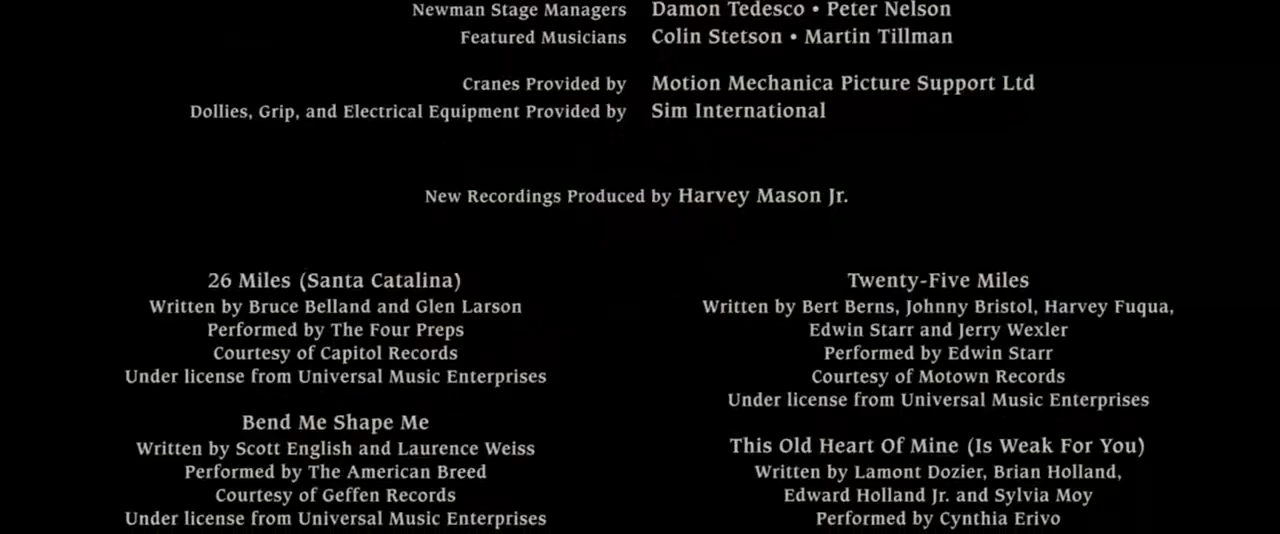 Newman Stage Managers Damon Tedesco • Peter Nelson
Featured Musicians Colin Stetson • Martin Tillman
Cranes Provided by Motion Mechanica Picture Support Ltd
Dollies, Grip, and Electrical Equipment Provided by Sim International
New Recordings Produced by Harvey Mason Jr.
26 Miles (Santa Catalina)
Written by Bruce Belland and Glen Larson
Performed by The Four Preps
Courtesy of Capitol Records
Under license from Universal Music Enterprises
Bend Me Shape Me
Written by Scott English and Laurence Weiss
Performed by The American Breed
Courtesy of Geffen Records
Under license from Universal Music Enterprises
Twenty-Five Miles
Written by Bert Berns, Johnny Bristol, Harvey Fuqua,
Edwin Starr and Jerry Wexler
Performed by Edwin Starr
Courtesy of Motown Records
Under license from Universal Music Enterprises
This Old Heart Of Mine (Is Weak For You)
Written by Lamont Dozier, Brian Holland,
Edward Holland Jr. and Sylvia Moy
Performed by Cynthia Erivo